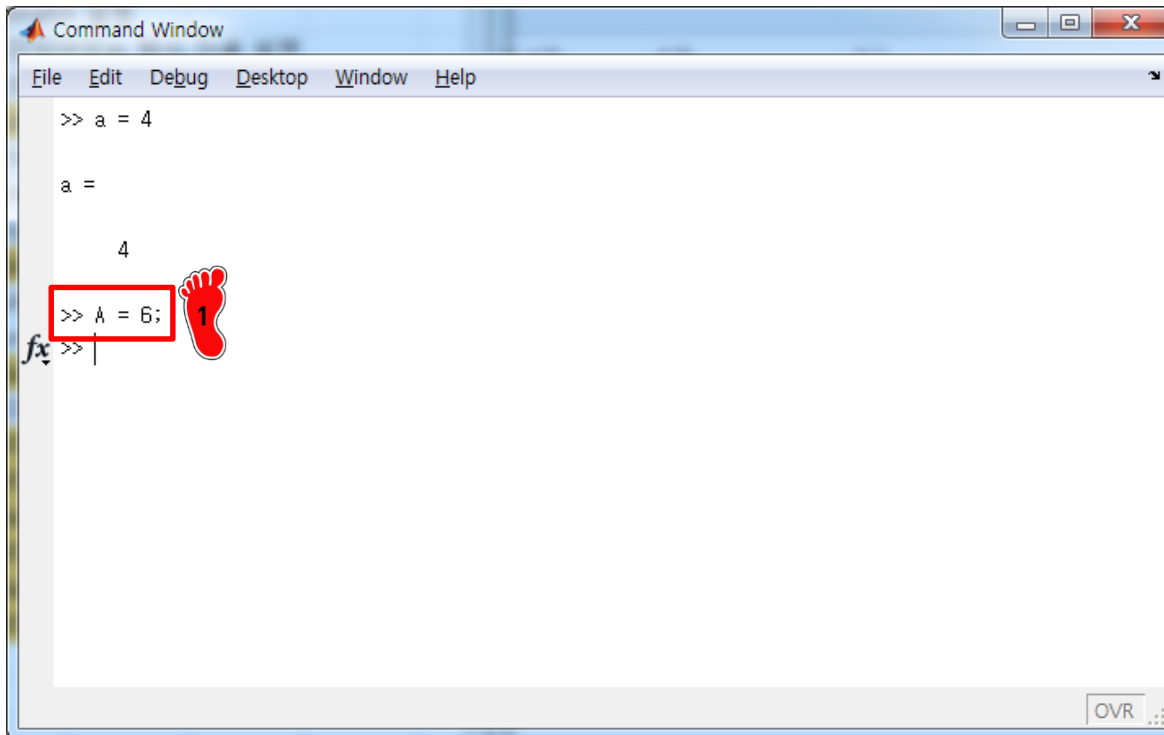 Command Window
File Edit Debug Desktop Window Help
>> a = 4
a =
4
>> A = 6;
1
fx >>
OVR